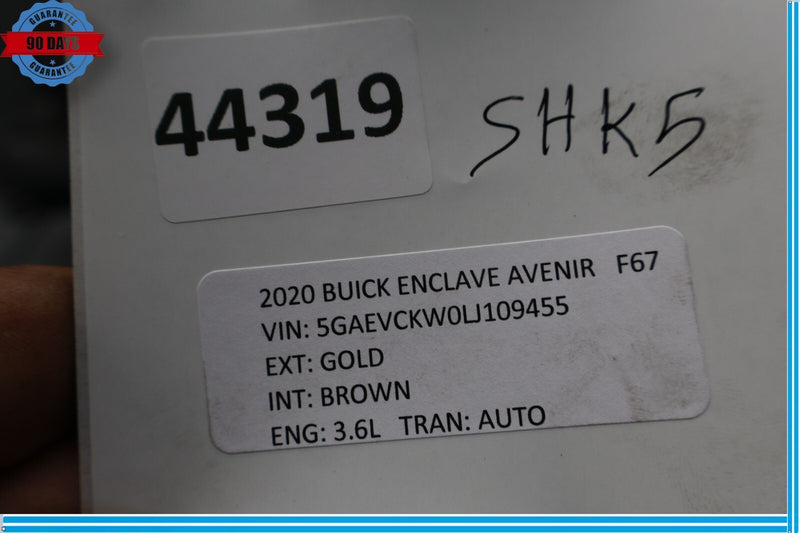 GUARANTEE
90 DAYS
GUARANTEE
44319
SHK5
2020 BUICK ENCLAVE AVENIR F67
VIN: 5GAEVCKW0LJ109455
EXT: GOLD
INT: BROWN
ENG: 3.6L TRAN: AUTO